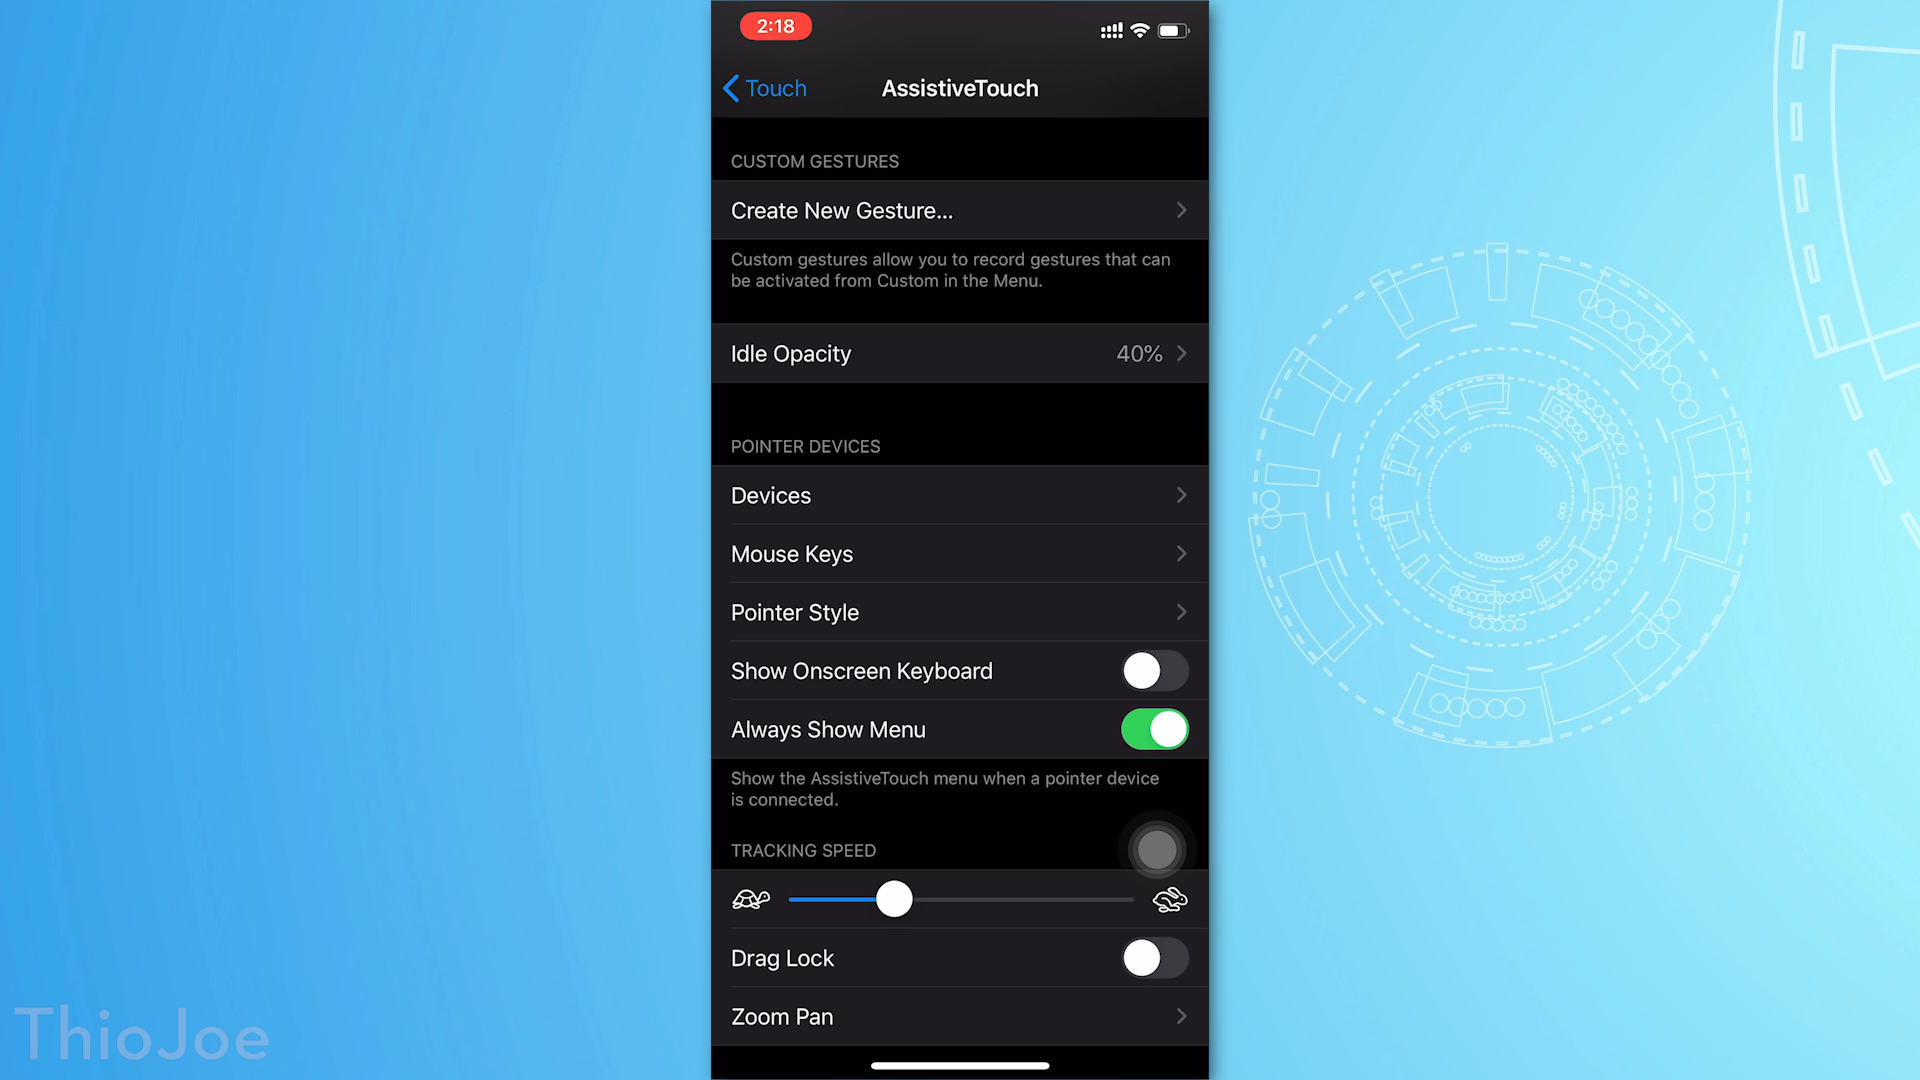 2:18
Touch
AssistiveTouch
CUSTOM GESTURES
Create New Gesture...
Custom gestures allow you to record gestures that can
be activated from Custom in the Menu.
Idle Opacity 40%
POINTER DEVICES
Devices
Mouse Keys
Pointer Style
Show Onscreen Keyboard
Always Show Menu
Show the AssistiveTouch menu when a pointer device
is connected.
TRACKING SPEED
Drag Lock
Zoom Pan
ThioJoe